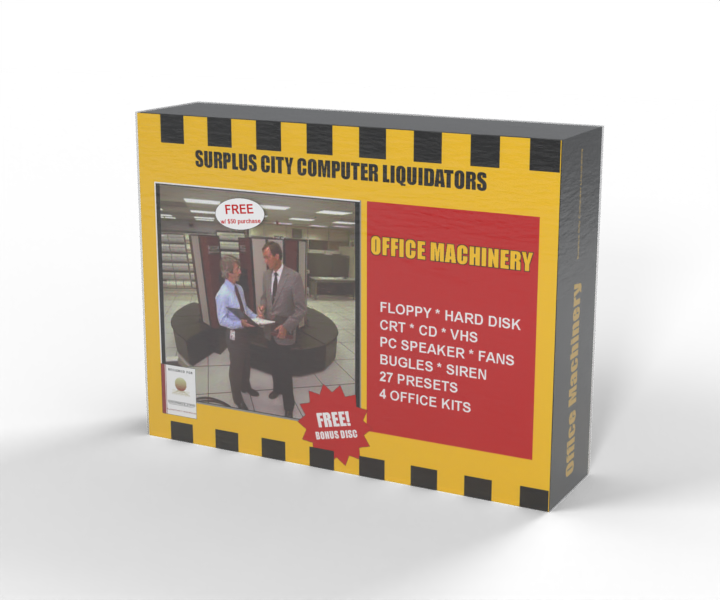 SURPLUS CITY COMPUTER LIQUIDATORS
FREE
w/ $50 purchase
OFFICE MACHINERY
FLOPPY * HARD DISK
CRT * CD * VHS
PC SPEAKER * FANS
BUGLES * SIREN
27 PRESETS
4 OFFICE KITS
FREE!
BONUS DISC
Office Machinery